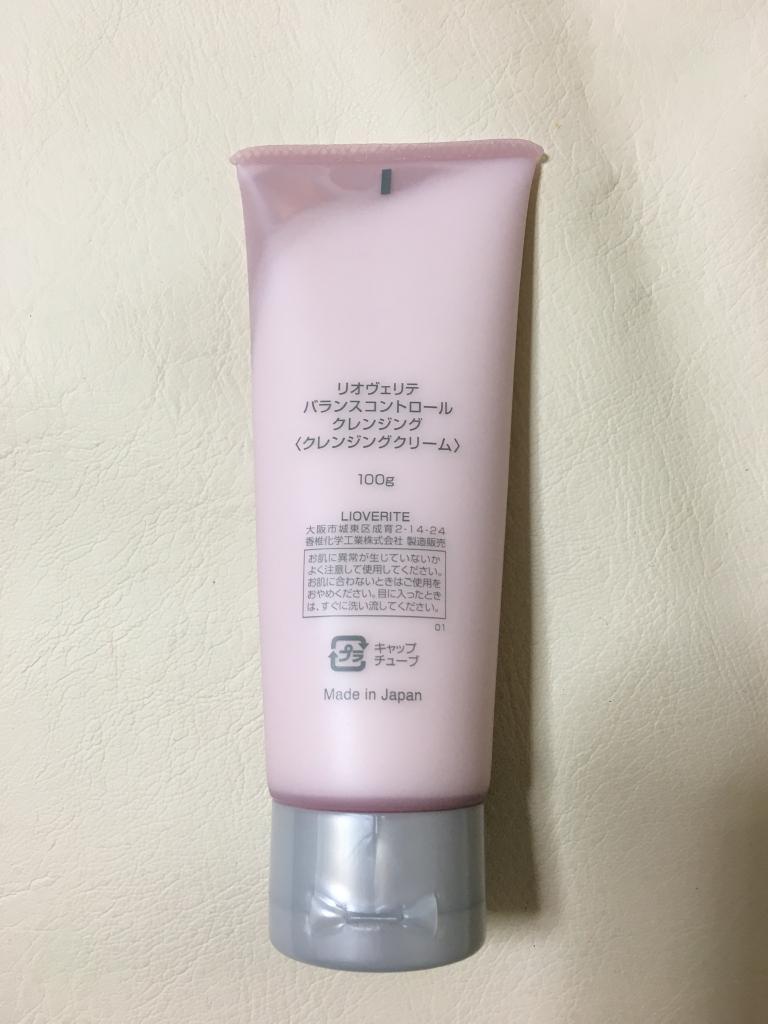 リオヴェリテ
バランスコントロール
クレンジング
〈クレンジングクリーム〉
100g
LIOVERITE
大阪市城東区成育2-14-24
香椎化学工業株式会社 製造販売
お肌に異常が生じていないか
よく注意して使用してください。
お肌に合わないときはご使用を
おやめください。目に入ったとき
は、すぐに洗い流してください。
01
プラ
キャップ
チューブ
Made in Japan